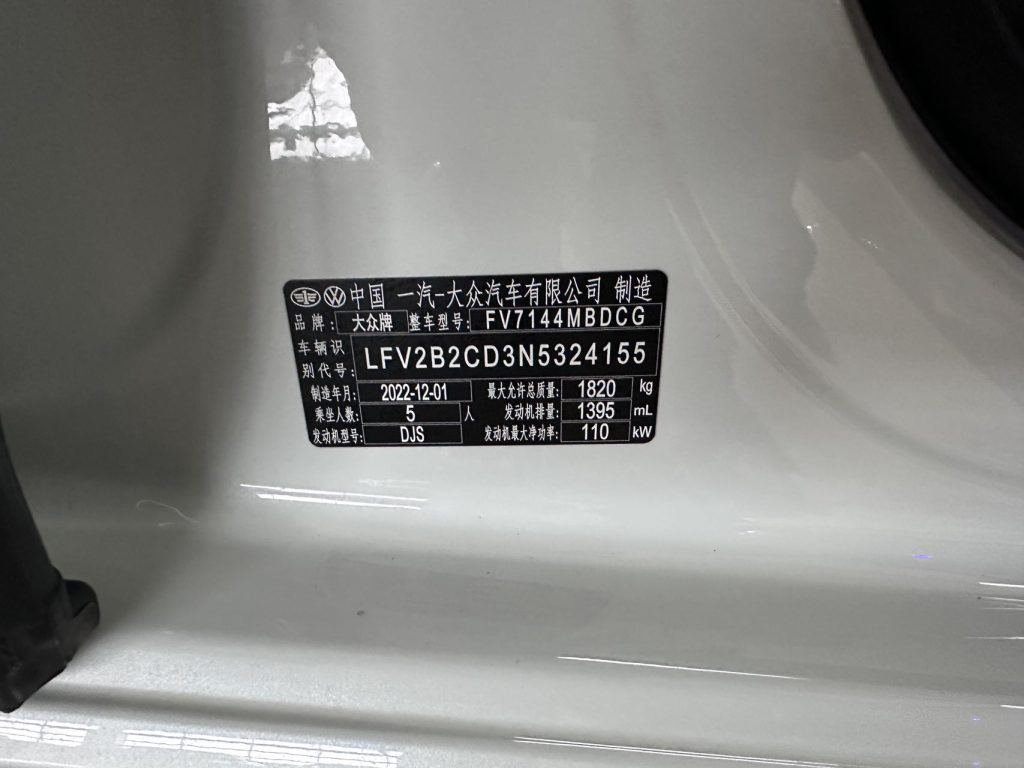 中国 一汽-大众汽车有限公司 制造
品牌: 大众牌 整车型号: FV7144MBDCG
车辆识别代号: LFV2B2CD3N5324155
制造年月: 2022-12-01 最大允许总质量: 1820 kg
乘坐人数: 5 人 发动机排量: 1395 mL
发动机型号: DJS 发动机最大净功率: 110 kW